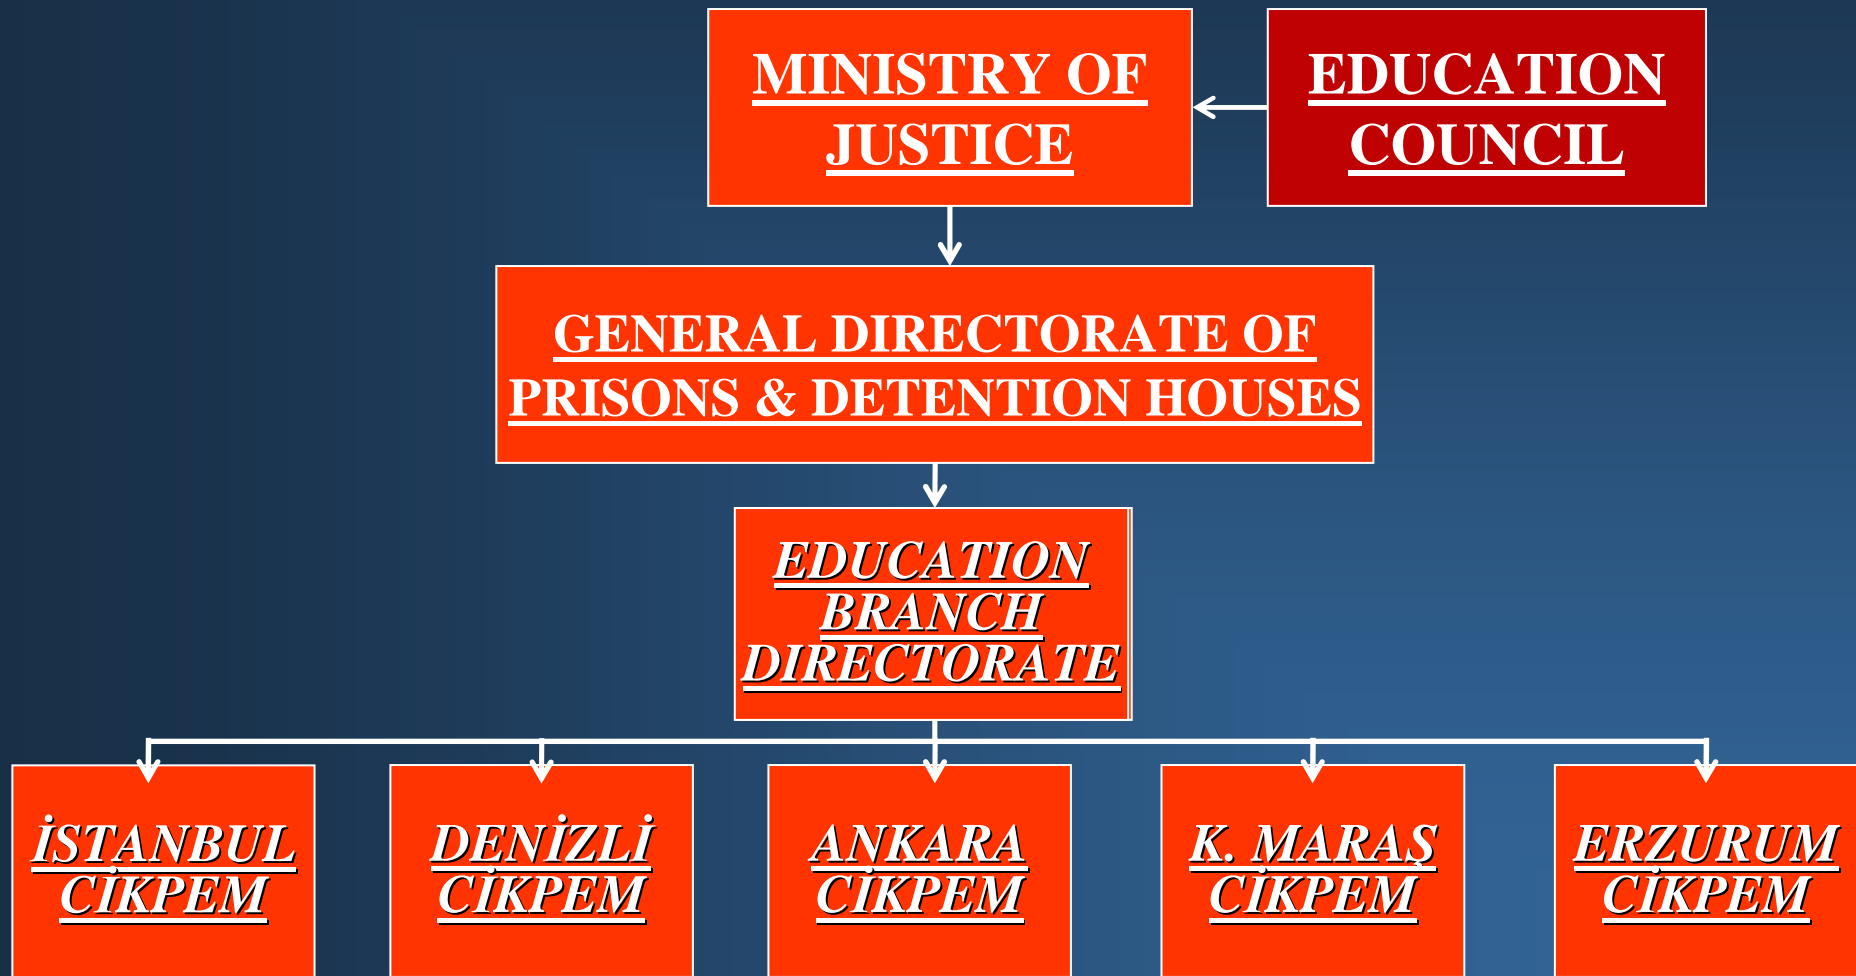 MINISTRY OF
JUSTICE
EDUCATION
COUNCIL
GENERAL DIRECTORATE OF
PRISONS & DETENTION HOUSES
EDUCATION
BRANCH
DIRECTORATE
İSTANBUL
CİKPEM
DENİZLİ
CİKPEM
ANKARA
CİKPEM
K. MARAŞ
CİKPEM
ERZURUM
CİKPEM